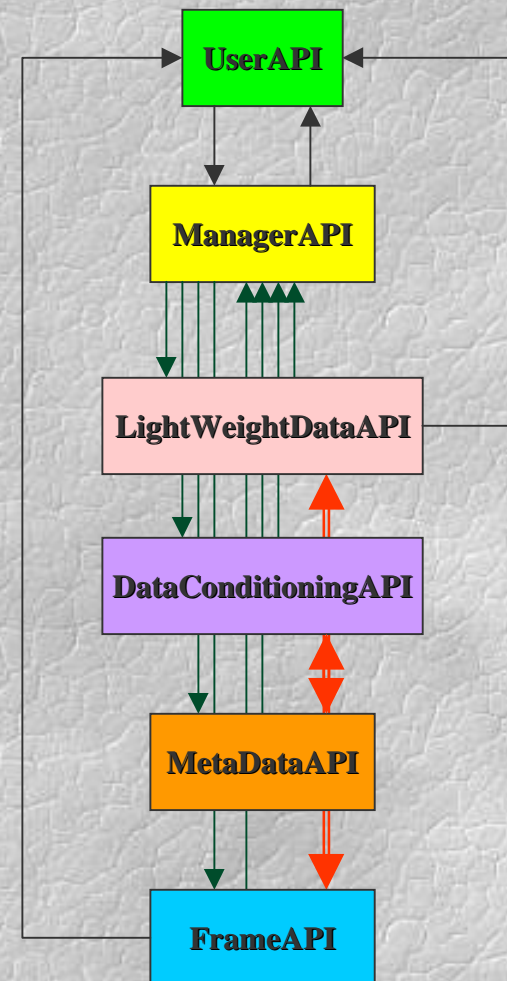 UserAPI
ManagerAPI
LightWeightDataAPI
DataConditioningAPI
MetaDataAPI
FrameAPI